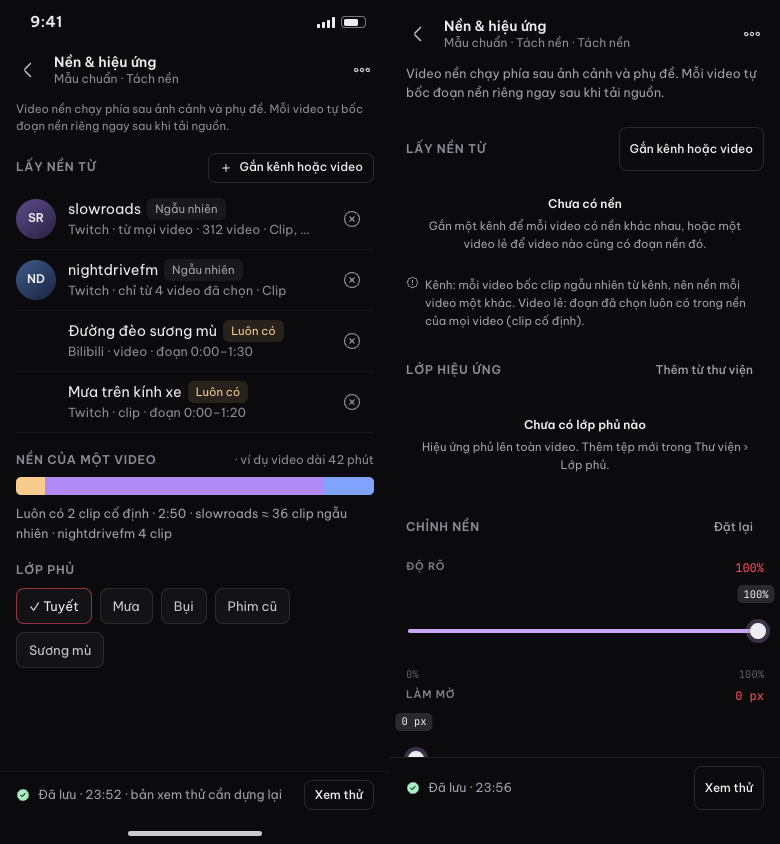 9:41
Nền & hiệu ứng
Mẫu chuẩn · Tách nền
Video nền chạy phía sau ảnh cảnh và phụ đề. Mỗi video tự bốc
đoạn nền riêng ngay sau khi tải nguồn.
LẤY NỀN TỪ
+ Gắn kênh hoặc video
SR
slowroads Ngẫu nhiên
Twitch · từ mọi video · 312 video · Clip, ...
ND
nightdrivefm Ngẫu nhiên
Twitch · chỉ từ 4 video đã chọn · Clip
Đường đèo sương mù Luôn có
Bilibili · video · đoạn 0:00–1:30
Mưa trên kính xe Luôn có
Twitch · clip · đoạn 0:00–1:20
NỀN CỦA MỘT VIDEO
· ví dụ video dài 42 phút
Luôn có 2 clip cố định · 2:50 · slowroads ≈ 36 clip ngẫu
nhiên · nightdrivefm 4 clip
LỚP PHỦ
✓ Tuyết
Mưa
Bụi
Phim cũ
Sương mù
Đã lưu · 23:52 · bản xem thử cần dựng lại
Xem thử
Nền & hiệu ứng
Mẫu chuẩn · Tách nền · Tách nền
Video nền chạy phía sau ảnh cảnh và phụ đề. Mỗi video tự
bốc đoạn nền riêng ngay sau khi tải nguồn.
LẤY NỀN TỪ
Gắn kênh hoặc video
Chưa có nền
Gắn một kênh để mỗi video có nền khác nhau, hoặc một
video lẻ để video nào cũng có đoạn nền đó.
Kênh: mỗi video bốc clip ngẫu nhiên từ kênh, nên nền mỗi
video một khác. Video lẻ: đoạn đã chọn luôn có trong nền
của mọi video (clip cố định).
LỚP HIỆU ỨNG
Thêm từ thư viện
Chưa có lớp phủ nào
Hiệu ứng phủ lên toàn video. Thêm tệp mới trong Thư viện ›
Lớp phủ.
CHỈNH NỀN
Đặt lại
ĐỘ RÕ
100%
100%
0%
100%
LÀM MỜ
0 px
0 px
Đã lưu · 23:56
Xem thử